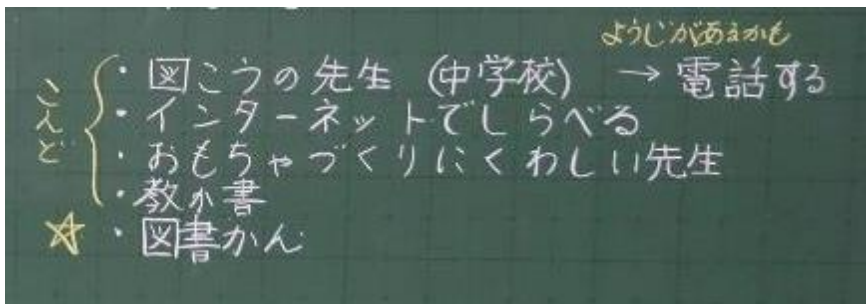 ようじがあるかも
・図こうの先生 (中学校) → 電話する
こんど
・インターネットでしらべる
・おもちゃづくりにくわしい先生
・教か書
☆・図書かん